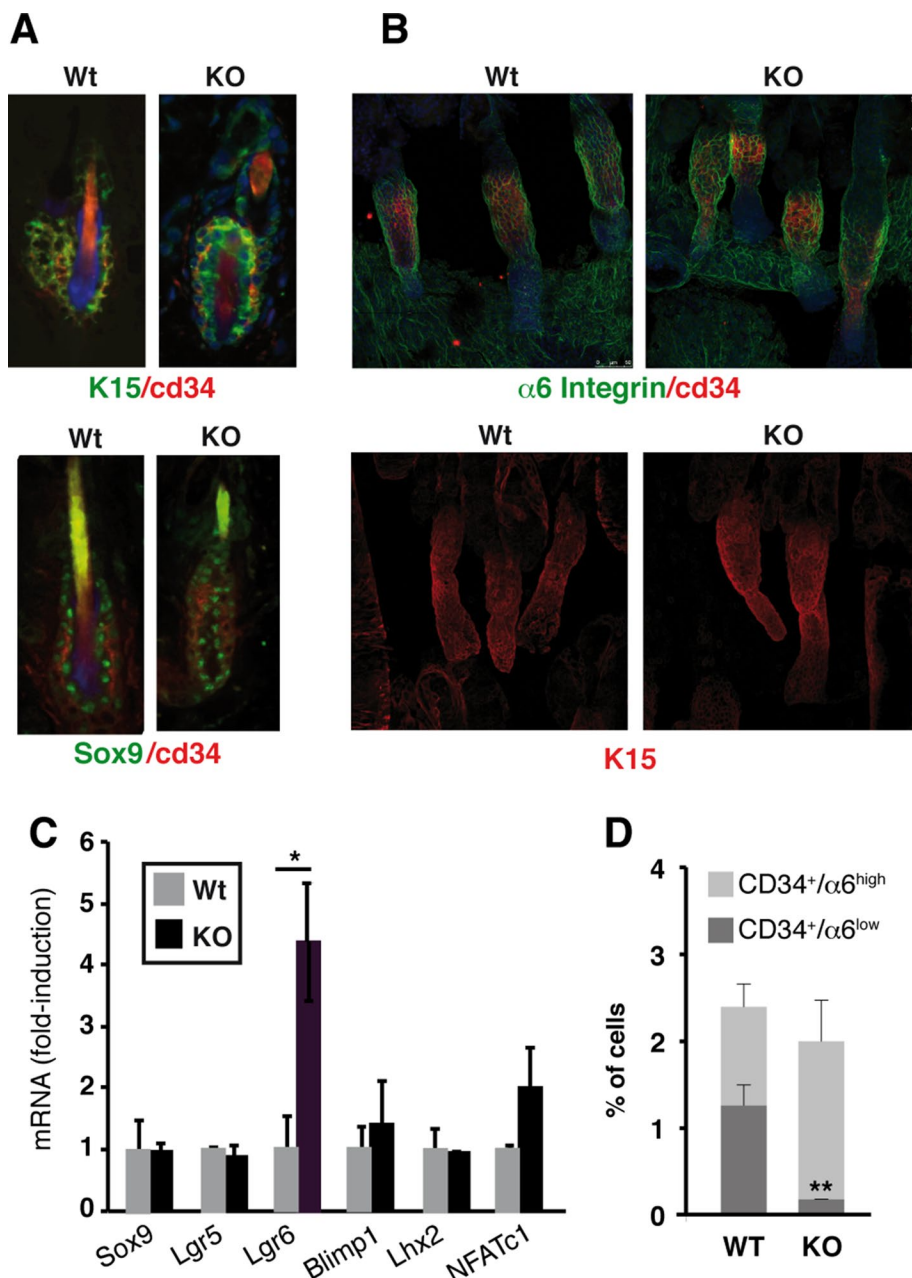 A
B
Wt KO
Wt KO
K15/cd34
α6 Integrin/cd34
Wt KO
Wt KO
Sox9/cd34
K15
C
D
mRNA (fold-induction)
6
5
4
3
2
1
0
Wt
KO
*
Sox9 Lgr5 Lgr6 Blimp1 Lhx2 NFATc1
% of cells
4
3
2
1
0
CD34⁺/α6ʰⁱᵍʰ
CD34⁺/α6ˡᵒʷ
**
WT KO